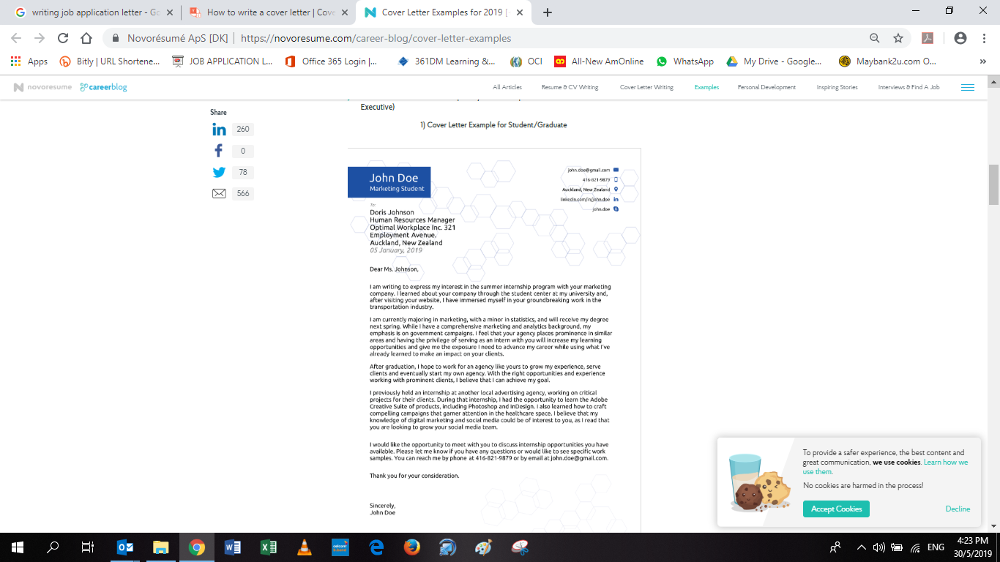 writing job application letter - Go
How to write a cover letter | Cove
Cover Letter Examples for 2019 [
Novorésumé ApS [DK]
https://novoresume.com/career-blog/cover-letter-examples
Apps
Bitly | URL Shortene...
JOB APPLICATION L...
Office 365 Login |...
361DM Learning &...
OCI
All-New AmOnline
WhatsApp
My Drive - Google...
Maybank2u.com O...
novoresume
careerblog
All Articles
Resume & CV Writing
Cover Letter Writing
Examples
Personal Development
Inspiring Stories
Interviews & Find A Job
Executive)
Share
260
0
78
566
1) Cover Letter Example for Student/Graduate
John Doe
Marketing Student
john.doe@gmail.com
416-821-9879
Auckland, New Zealand
linkedin.com/in/john.doe
john.doe
To:
Doris Johnson
Human Resources Manager
Optimal Workplace Inc. 321
Employment Avenue.
Auckland, New Zealand
05 January, 2019
Dear Ms. Johnson,
I am writing to express my interest in the summer internship program with your marketing
company. I learned about your company through the student center at my university and,
after visiting your website, I have immersed myself in your groundbreaking work in the
transportation industry.
I am currently majoring in marketing, with a minor in statistics, and will receive my degree
next spring. While I have a comprehensive marketing and analytics background, my
emphasis is on government campaigns. I feel that your agency places prominence in similar
areas and having the privilege of serving as an intern with you will increase my learning
opportunities and give me the exposure I need to advance my career while using what I've
already learned to make an impact on your clients.
After graduation, I hope to work for an agency like yours to grow my experience, serve
clients and eventually start my own agency. With the right opportunities and experience
working with prominent clients, I believe that I can achieve my goal.
I previously held an internship at another local advertising agency, working on critical
projects for their clients. During that internship, I had the opportunity to learn the Adobe
Creative Suite of products, including Photoshop and InDesign. I also learned how to craft
compelling campaigns that garner attention in the healthcare space. I believe that my
knowledge of digital marketing and social media could be of interest to you, as I read that
you are looking to grow your social media team.
I would like the opportunity to meet with you to discuss internship opportunities you have
available. Please let me know if you have any questions or would like to see specific work
samples. You can reach me by phone at 416-821-9879 or by email at john.doe@gmail.com.
Thank you for your consideration.
Sincerely,
John Doe
To provide a safer experience, the best content and
great communication, we use cookies. Learn how we
use them.
No cookies are harmed in the process!
Accept Cookies
Decline
celcom
ENG
4:23 PM
30/5/2019